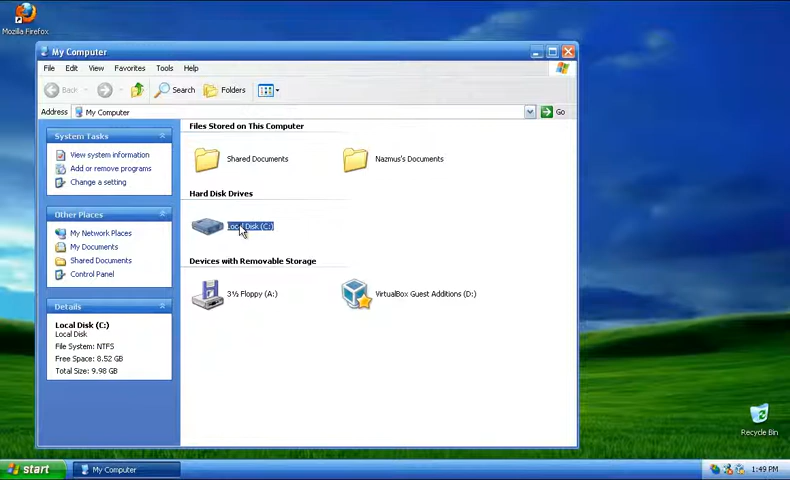 Mozilla Firefox
My Computer
File Edit View Favorites Tools Help
Back Search Folders
Address My Computer Go
System Tasks
View system information
Add or remove programs
Change a setting
Other Places
My Network Places
My Documents
Shared Documents
Control Panel
Details
Local Disk (C:)
Local Disk
File System: NTFS
Free Space: 8.52 GB
Total Size: 9.98 GB
Files Stored on This Computer
Shared Documents Nazmus's Documents
Hard Disk Drives
Local Disk (C:)
Devices with Removable Storage
3½ Floppy (A:) VirtualBox Guest Additions (D:)
Recycle Bin
start My Computer 1:49 PM